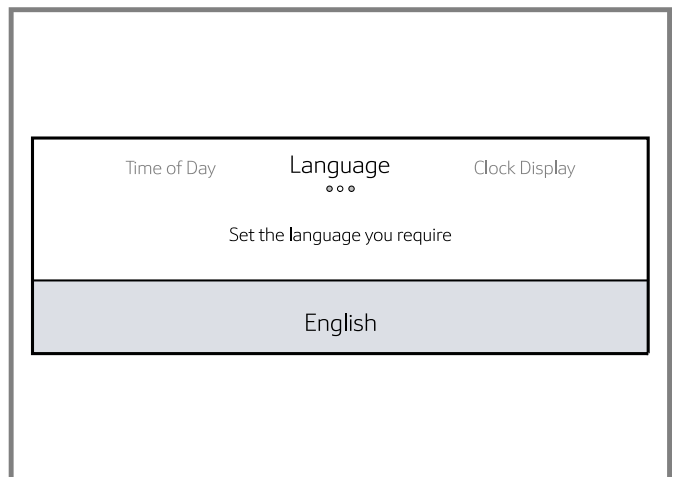 Time of Day Language Clock Display
Set the language you require
English